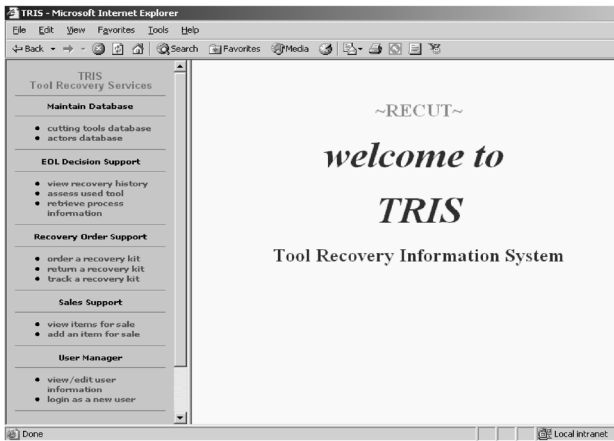 TRIS - Microsoft Internet Explorer
File Edit View Favorites Tools Help
Back Search Favorites Media
TRIS
Tool Recovery Services
Maintain Database
cutting tools database
actors database
EOL Decision Support
view recovery history
assess used tool
retrieve process
information
Recovery Order Support
order a recovery kit
return a recovery kit
track a recovery kit
Sales Support
view items for sale
add an item for sale
User Manager
view/edit user
information
login as a new user
~RECUT~
welcome to
TRIS
Tool Recovery Information System
Done Local intranet